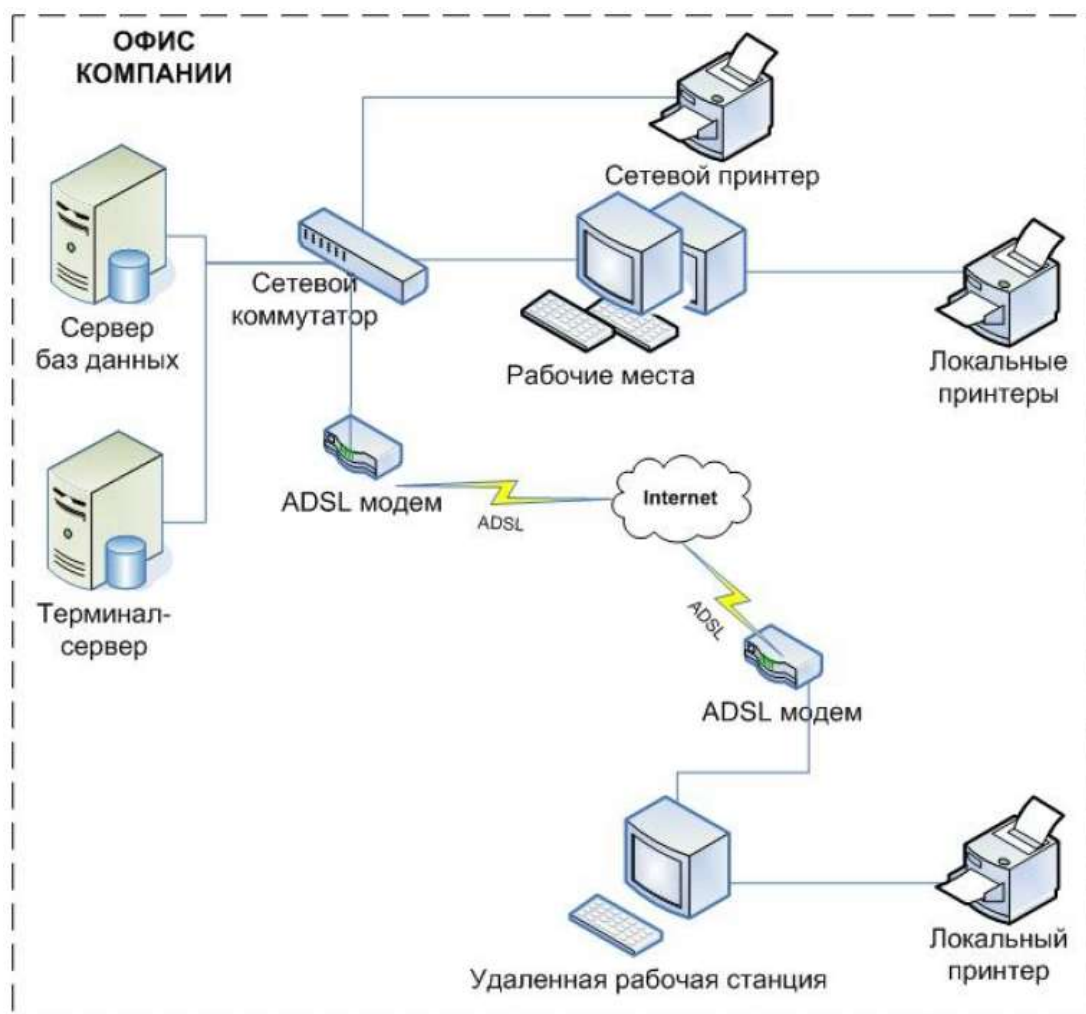 ОФИС
КОМПАНИИ
Сетевой принтер
Сетевой
коммутатор
Сервер
баз данных
Рабочие места
Локальные
принтеры
ADSL модем
ADSL
Internet
Терминал-
сервер
ADSL
ADSL модем
Удаленная рабочая станция
Локальный
принтер